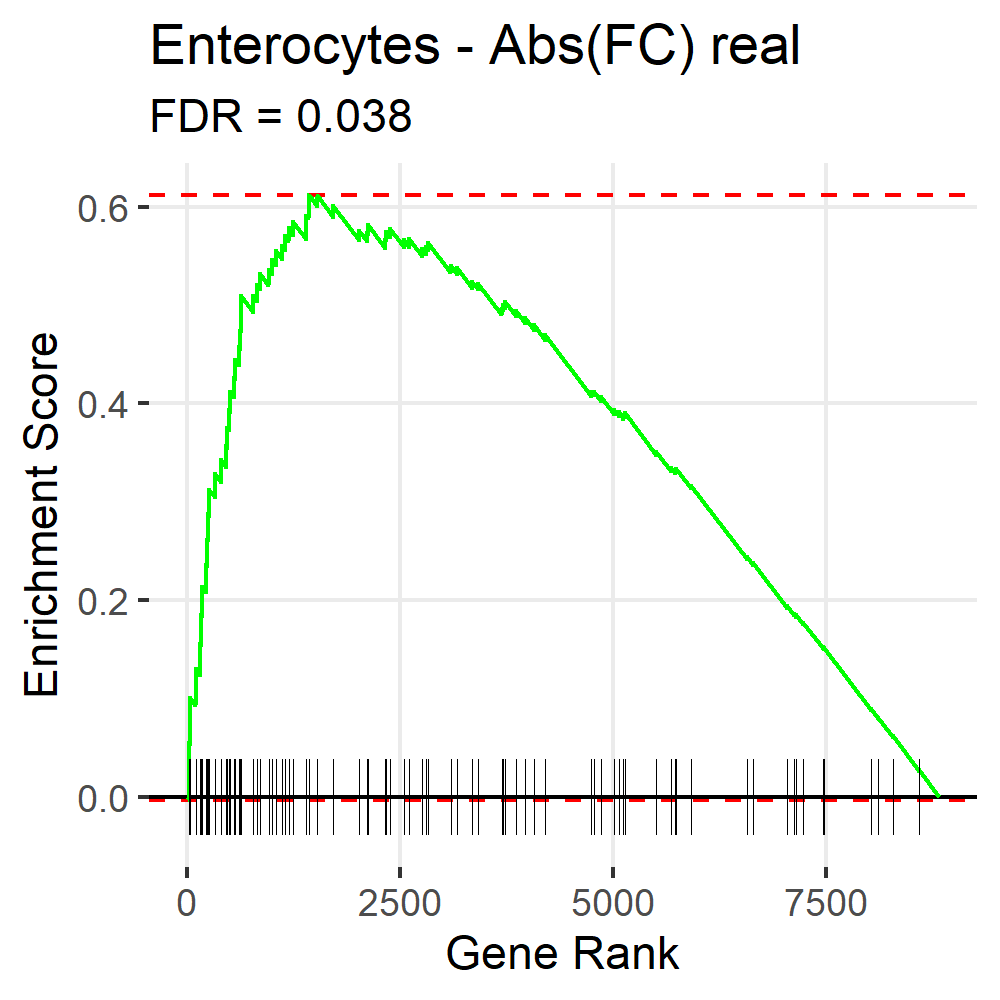 Enterocytes - Abs(FC) real
FDR = 0.038
Enrichment Score
0.6
0.4
0.2
0.0
0 2500 5000 7500
Gene Rank